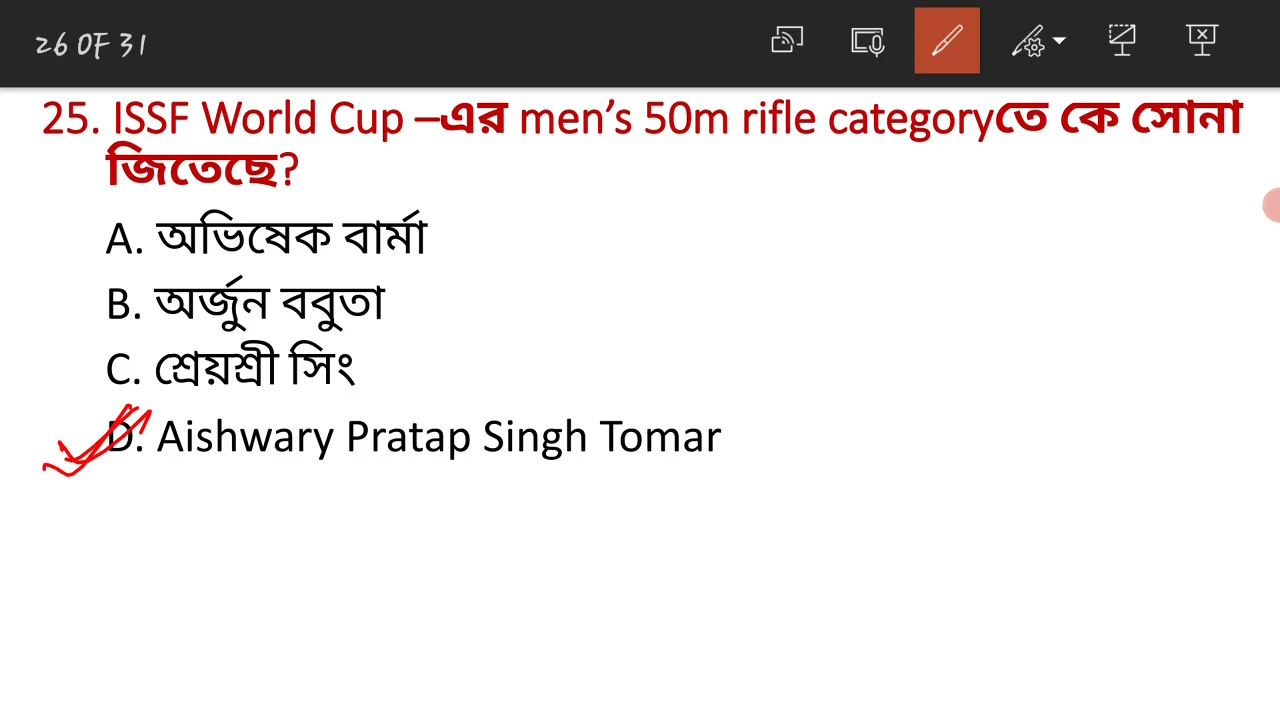 26 OF 31
25. ISSF World Cup –এর men's 50m rifle categoryতে কে সোনা
জিতেছে?
A. অভিষেক বার্মা
B. অর্জুন ববুতা
C. শ্রেয়শ্রী সিং
D. Aishwary Pratap Singh Tomar